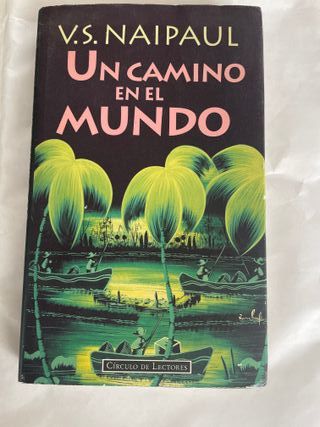 V.S. NAIPAUL
UN CAMINO
EN EL
MUNDO
CÍRCULO DE LECTORES